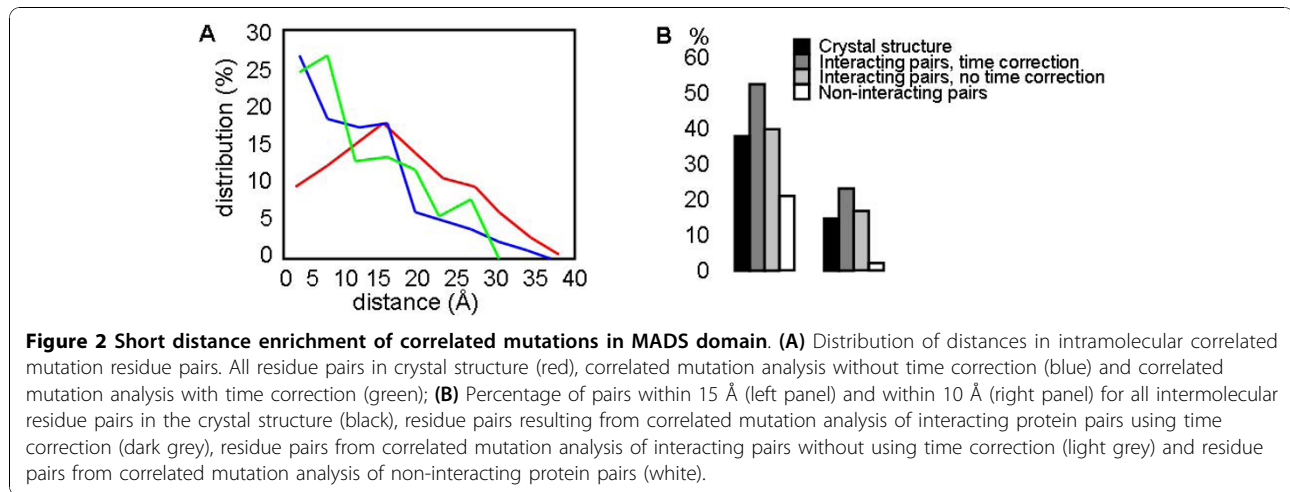 A
30
25
20
15
10
5
0
distribution (%)
0 5 10 15 20 25 30 35 40
distance (Å)
B %
60
50
40
30
20
10
0
Crystal structure
Interacting pairs, time correction
Interacting pairs, no time correction
Non-interacting pairs
Figure 2 Short distance enrichment of correlated mutations in MADS domain. (A) Distribution of distances in intramolecular correlated
mutation residue pairs. All residue pairs in crystal structure (red), correlated mutation analysis without time correction (blue) and correlated
mutation analysis with time correction (green); (B) Percentage of pairs within 15 Å (left panel) and within 10 Å (right panel) for all intermolecular
residue pairs in the crystal structure (black), residue pairs resulting from correlated mutation analysis of interacting protein pairs using time
correction (dark grey), residue pairs from correlated mutation analysis of interacting pairs without using time correction (light grey) and residue
pairs from correlated mutation analysis of non-interacting protein pairs (white).